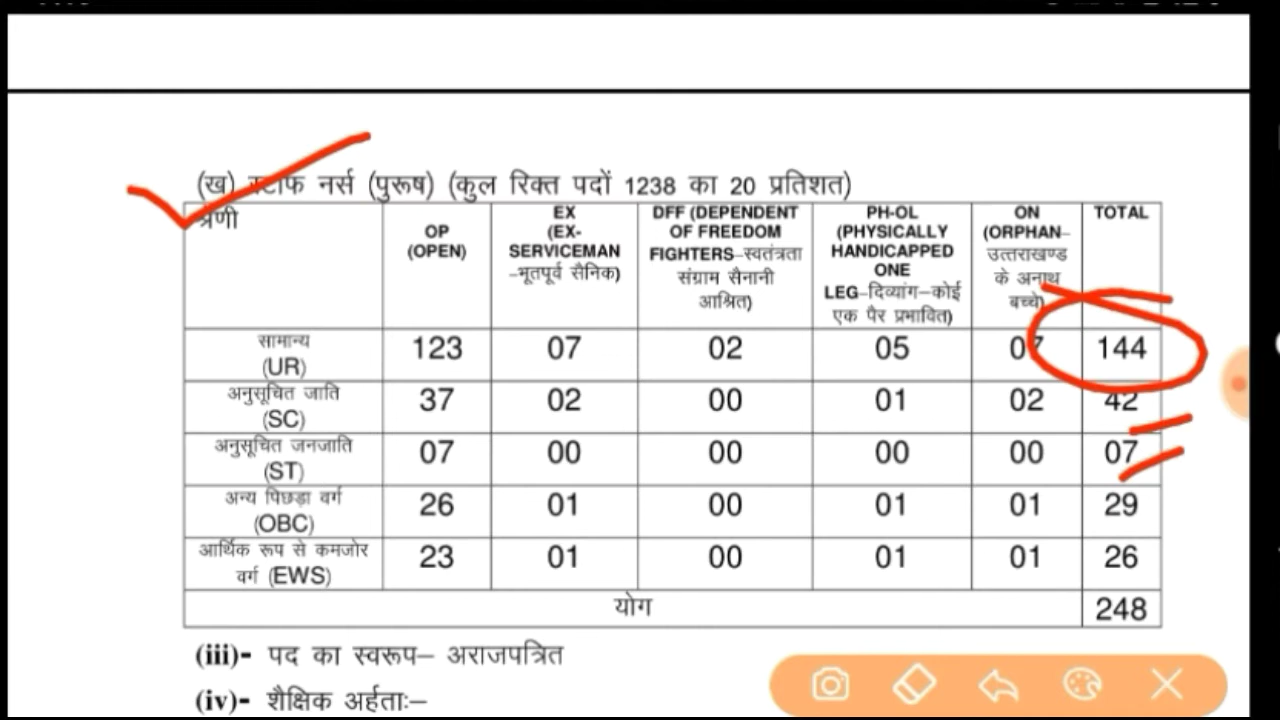 (ख) स्टाफ नर्स (पुरूष) (कुल रिक्त पदों 1238 का 20 प्रतिशत)
श्रेणी
OP
(OPEN)
EX
(EX-
SERVICEMAN
–भूतपूर्व सैनिक)
DFF (DEPENDENT
OF FREEDOM
FIGHTERS–स्वतंत्रता
संग्राम सैनानी
आश्रित)
PH-OL
(PHYSICALLY
HANDICAPPED
ONE
LEG–दिव्यांग–कोई
एक पैर प्रभावित)
ON
(ORPHAN–
उत्तराखण्ड
के अनाथ
बच्चे)
TOTAL
सामान्य
(UR)
123 07 02 05 07 144
अनुसूचित जाति
(SC)
37 02 00 01 02 42
अनुसूचित जनजाति
(ST)
07 00 00 00 00 07
अन्य पिछड़ा वर्ग
(OBC)
26 01 00 01 01 29
आर्थिक रूप से कमजोर
वर्ग (EWS)
23 01 00 01 01 26
योग 248
(iii)- पद का स्वरूप– अराजपत्रित
(iv)- शैक्षिक अर्हताः–